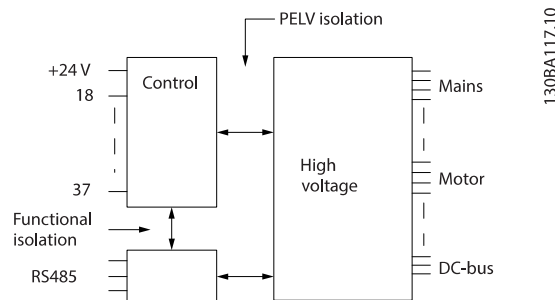 PELV isolation
+24 V
Control
18
Mains
High
voltage
37
Motor
Functional
isolation
RS485
DC-bus
130BA117.10